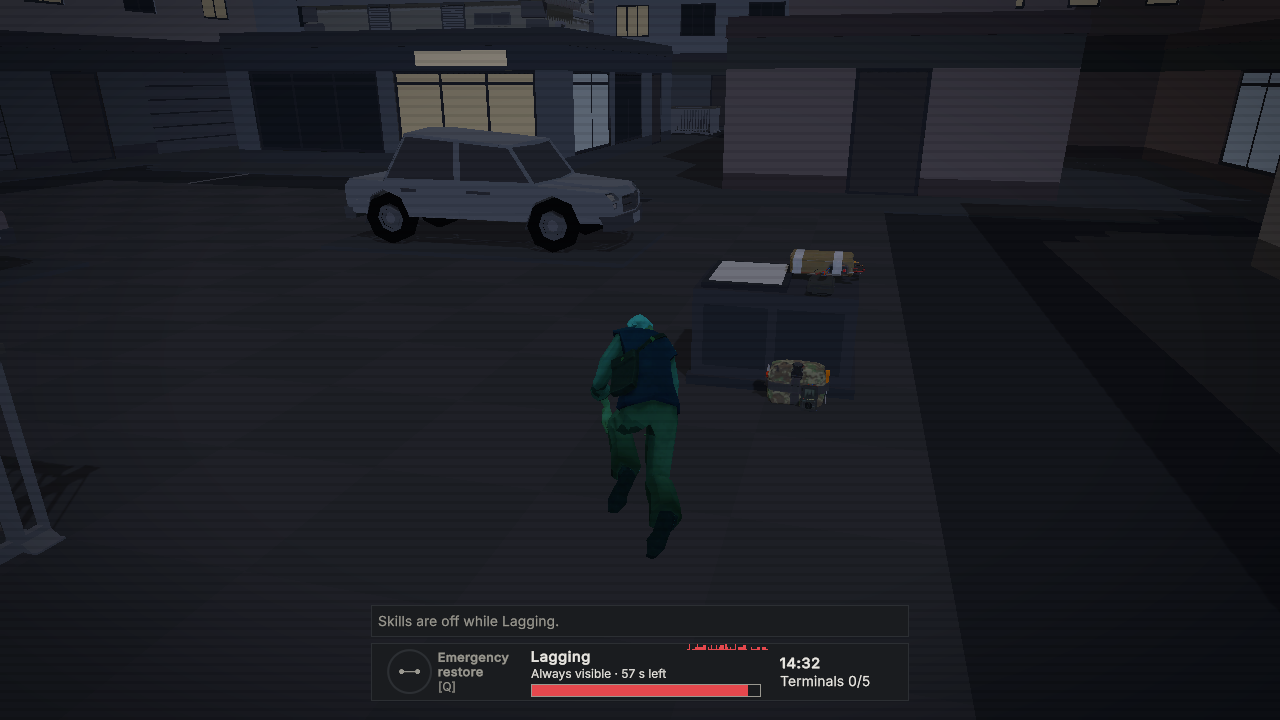 Skills are off while Lagging.
Emergency
restore
[Q]
Lagging
Always visible · 57 s left
14:32
Terminals 0/5